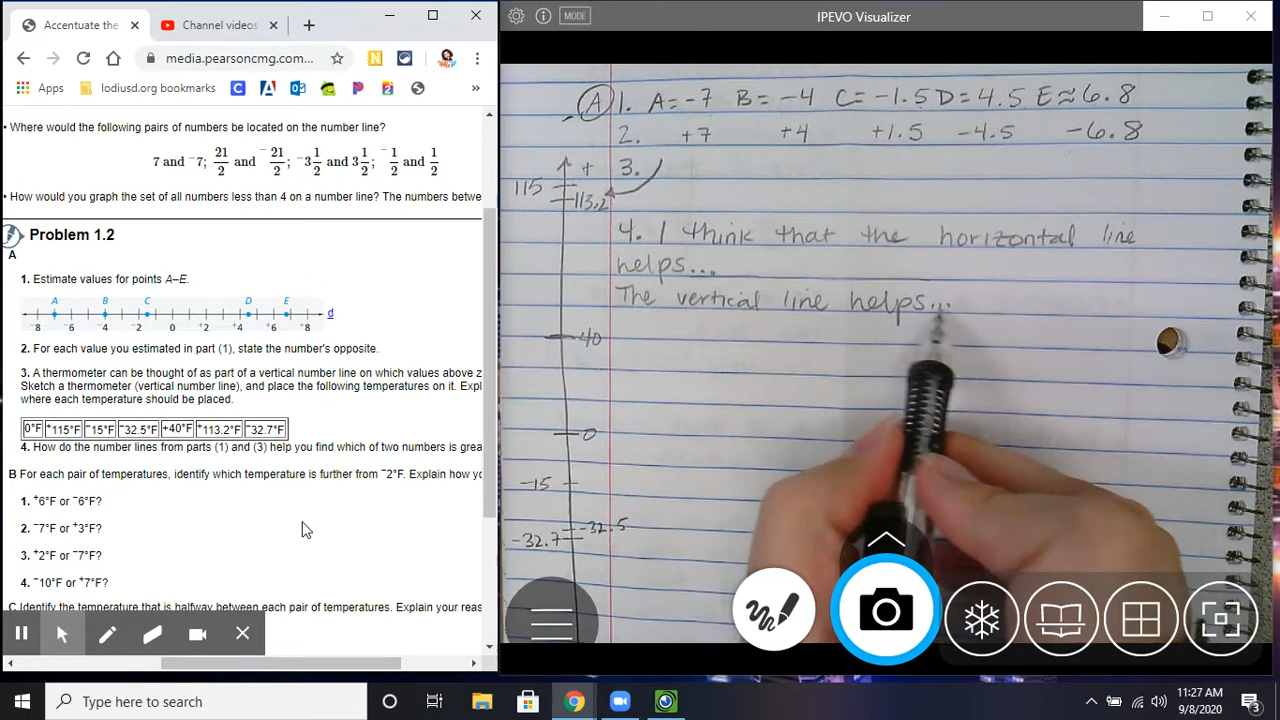 Accentuate the
Channel videos
IPEVO Visualizer
MODE
media.pearsoncmg.com...
Apps
lodiusd.org bookmarks
»
• Where would the following pairs of numbers be located on the number line?
7 and ⁻7; 21/2 and ⁻21/2; ⁻3 1/2 and 3 1/2; ⁻1/2 and 1/2
• How would you graph the set of all numbers less than 4 on a number line? The numbers betwe
Problem 1.2
A
1. Estimate values for points A–E.
A B C D E
⁻8 ⁻6 ⁻4 ⁻2 0 ⁺2 ⁺4 ⁺6 ⁺8
d
2. For each value you estimated in part (1), state the number's opposite.
3. A thermometer can be thought of as part of a vertical number line on which values above z
Sketch a thermometer (vertical number line), and place the following temperatures on it. Expl
where each temperature should be placed.
0°F ⁺115°F ⁻15°F ⁻32.5°F ⁺40°F ⁺113.2°F ⁻32.7°F
4. How do the number lines from parts (1) and (3) help you find which of two numbers is grea
B For each pair of temperatures, identify which temperature is further from ⁻2°F. Explain how yo
1. ⁺6°F or ⁻6°F?
2. ⁻7°F or ⁺3°F?
3. ⁺2°F or ⁻7°F?
4. ⁻10°F or ⁺7°F?
C Identify the temperature that is halfway between each pair of temperatures. Explain your reas
A 1. A=-7 B=-4 C=-1.5 D=4.5 E≈6.8
2. +7 +4 +1.5 -4.5 -6.8
+ 3.
115
113.2
4. I think that the horizontal line
helps...
The vertical line helps...
40
0
-15
-32.5
-32.7
Type here to search
11:27 AM
9/8/2020
3